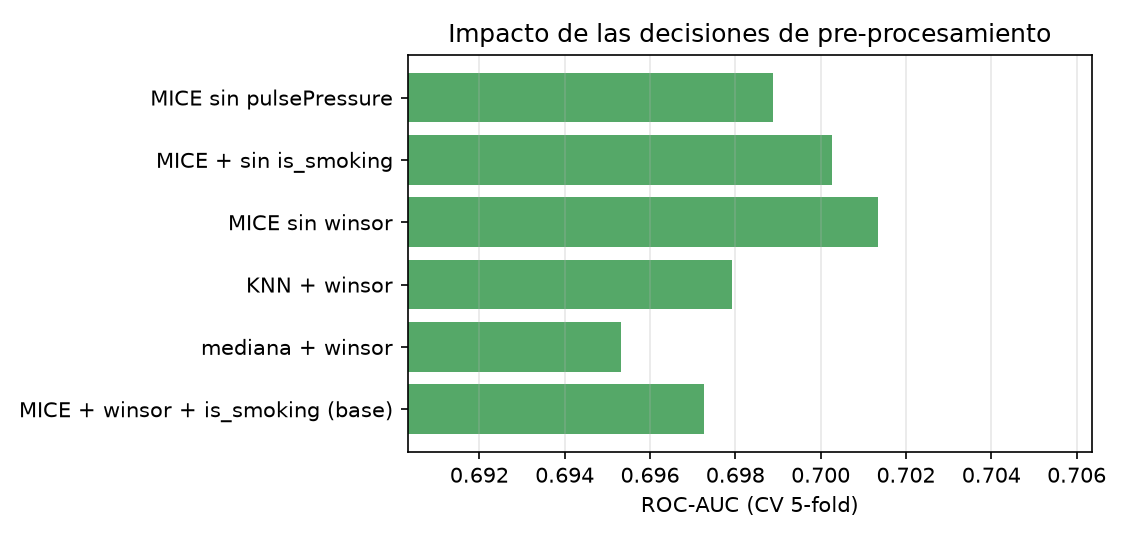 Impacto de las decisiones de pre-procesamiento
MICE sin pulsePressure
MICE + sin is_smoking
MICE sin winsor
KNN + winsor
mediana + winsor
MICE + winsor + is_smoking (base)
0.692 0.694 0.696 0.698 0.700 0.702 0.704 0.706
ROC-AUC (CV 5-fold)